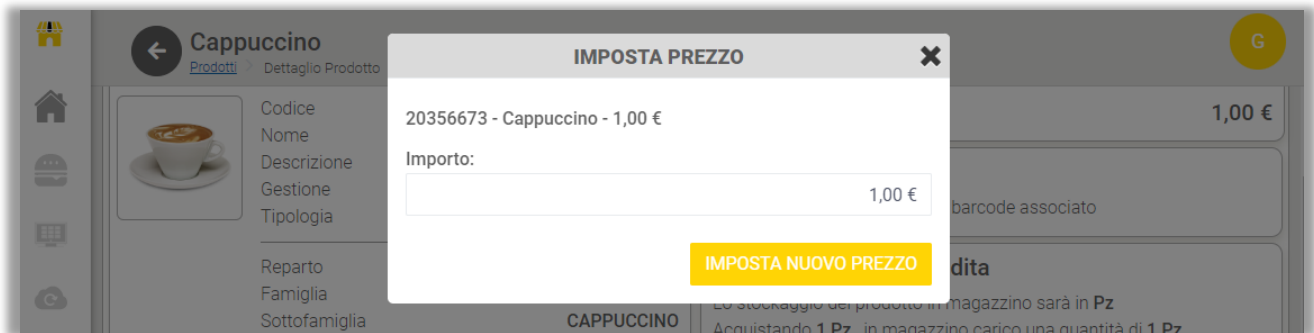 Cappuccino
Prodotti > Dettaglio Prodotto
G
IMPOSTA PREZZO
20356673 - Cappuccino - 1,00 €
Importo:
1,00 €
IMPOSTA NUOVO PREZZO
Codice
Nome
Descrizione
Gestione
Tipologia
Reparto
Famiglia
Sottofamiglia CAPPUCCINO
1,00 €
barcode associato
dita
Lo stockaggio del prodotto in magazzino sarà in Pz
Acquistando 1 Pz in magazzino carico una quantità di 1 Pz